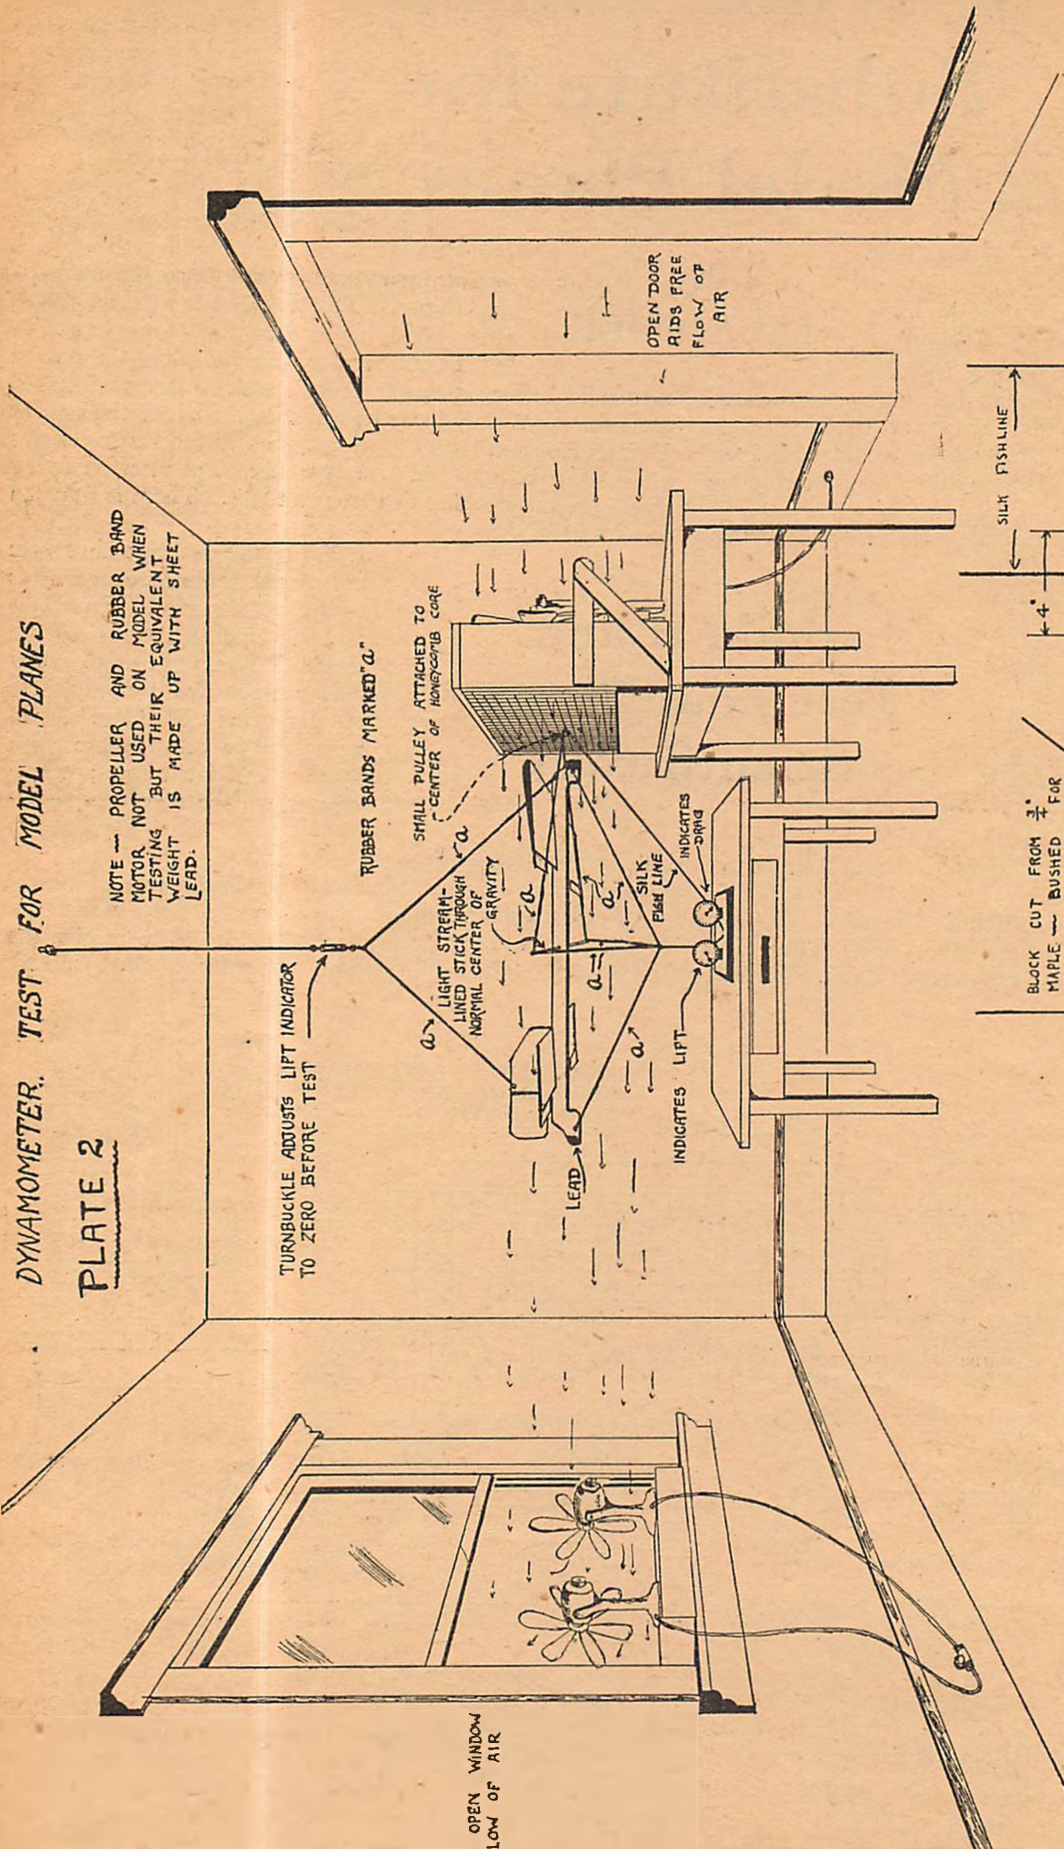 DYNAMOMETER. TEST FOR MODEL PLANES
PLATE 2
NOTE — PROPELLER AND RUBBER BAND
MOTOR NOT USED ON MODEL WHEN
TESTING BUT THEIR EQUIVALENT
WEIGHT IS MADE UP WITH SHEET
LEAD.
TURNBUCKLE ADJUSTS LIFT INDICATOR
TO ZERO BEFORE TEST
RUBBER BANDS MARKED "a"
SMALL PULLEY ATTACHED TO
CENTER OF HONEYCOMB CORE
a
a
LIGHT STREAM-
LINED STICK THROUGH
NORMAL CENTER OF
GRAVITY
a
a
a
a
SILK
FISH LINE
INDICATES
DRAG
INDICATES LIFT
LEAD
OPEN DOOR
AIDS FREE
FLOW OF
AIR
OPEN WINDOW
LOW OF AIR
SILK FISHLINE
4"
BLOCK CUT FROM 3/4"
MAPLE — BUSHED FOR